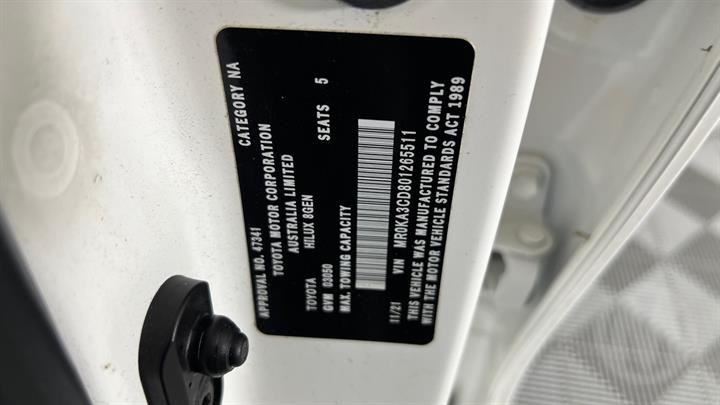 APPROVAL NO. 47341 CATEGORY NA
TOYOTA MOTOR CORPORATION
AUSTRALIA LIMITED
TOYOTA HILUX 8GEN
GVM 03050 SEATS 5
MAX. TOWING CAPACITY
11/21 VIN MR0KA3CD801265511
THIS VEHICLE WAS MANUFACTURED TO COMPLY
WITH THE MOTOR VEHICLE STANDARDS ACT 1989